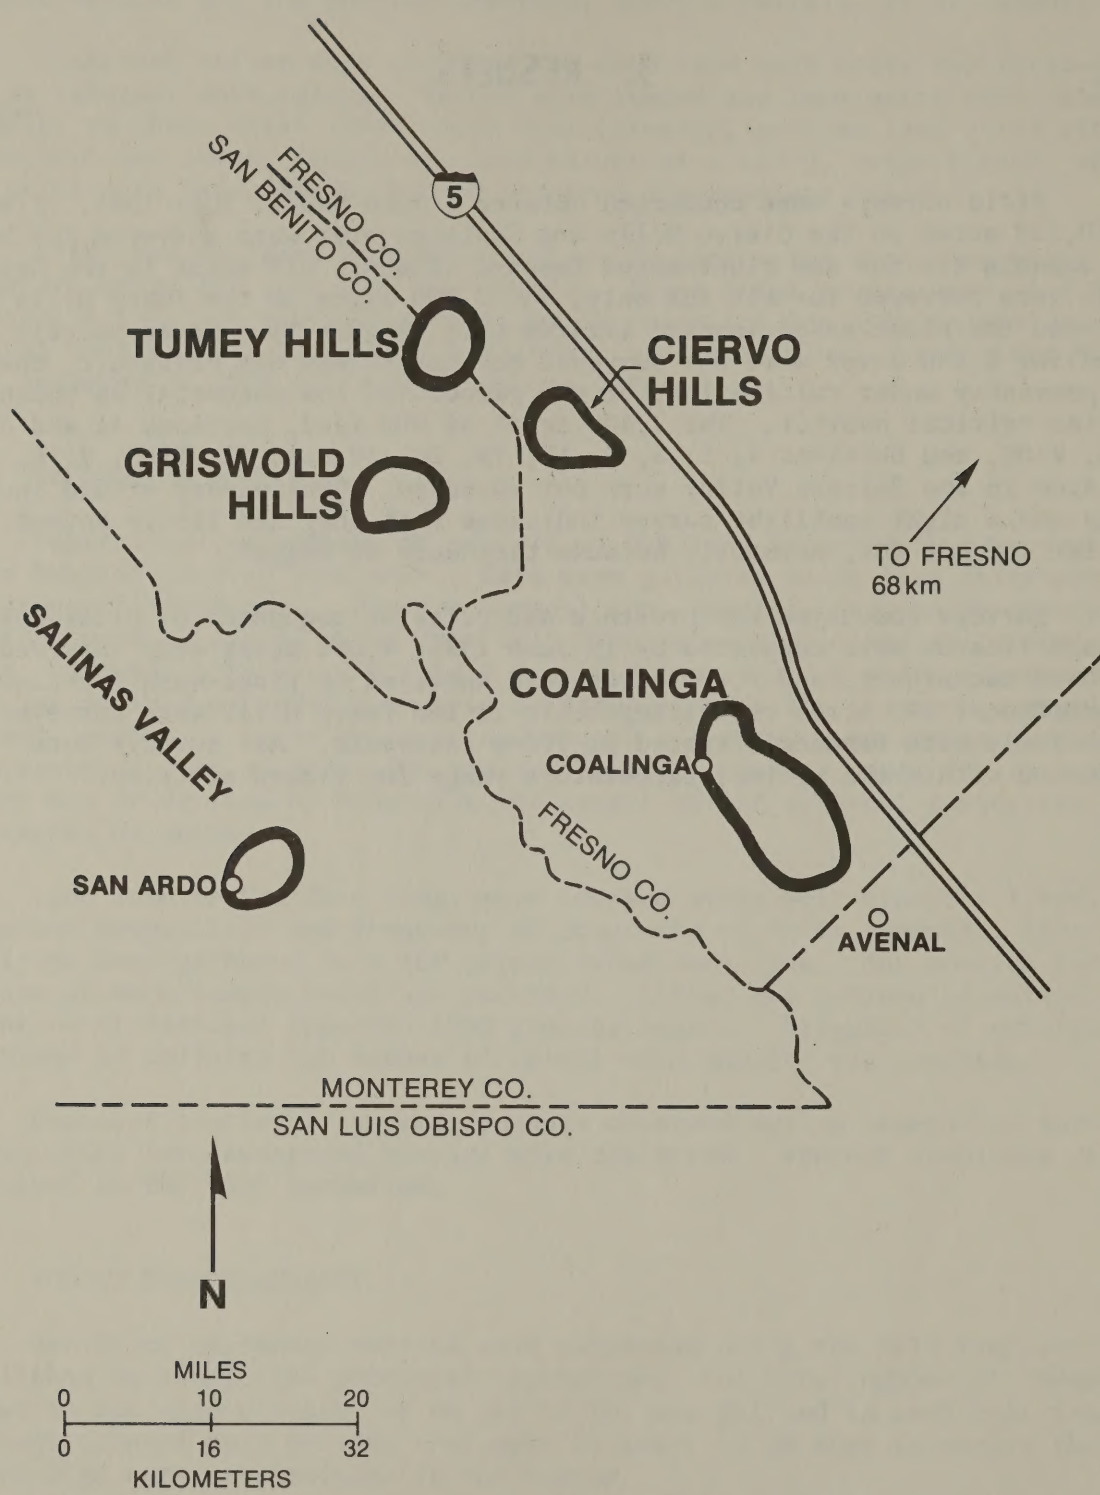 5
FRESNO CO.
SAN BENITO CO.
TUMEY HILLS
CIERVO
HILLS
GRISWOLD
HILLS
TO FRESNO
68 km
SALINAS VALLEY
COALINGA
COALINGA
FRESNO CO.
SAN ARDO
AVENAL
MONTEREY CO.
SAN LUIS OBISPO CO.
N
MILES
0 10 20
0 16 32
KILOMETERS